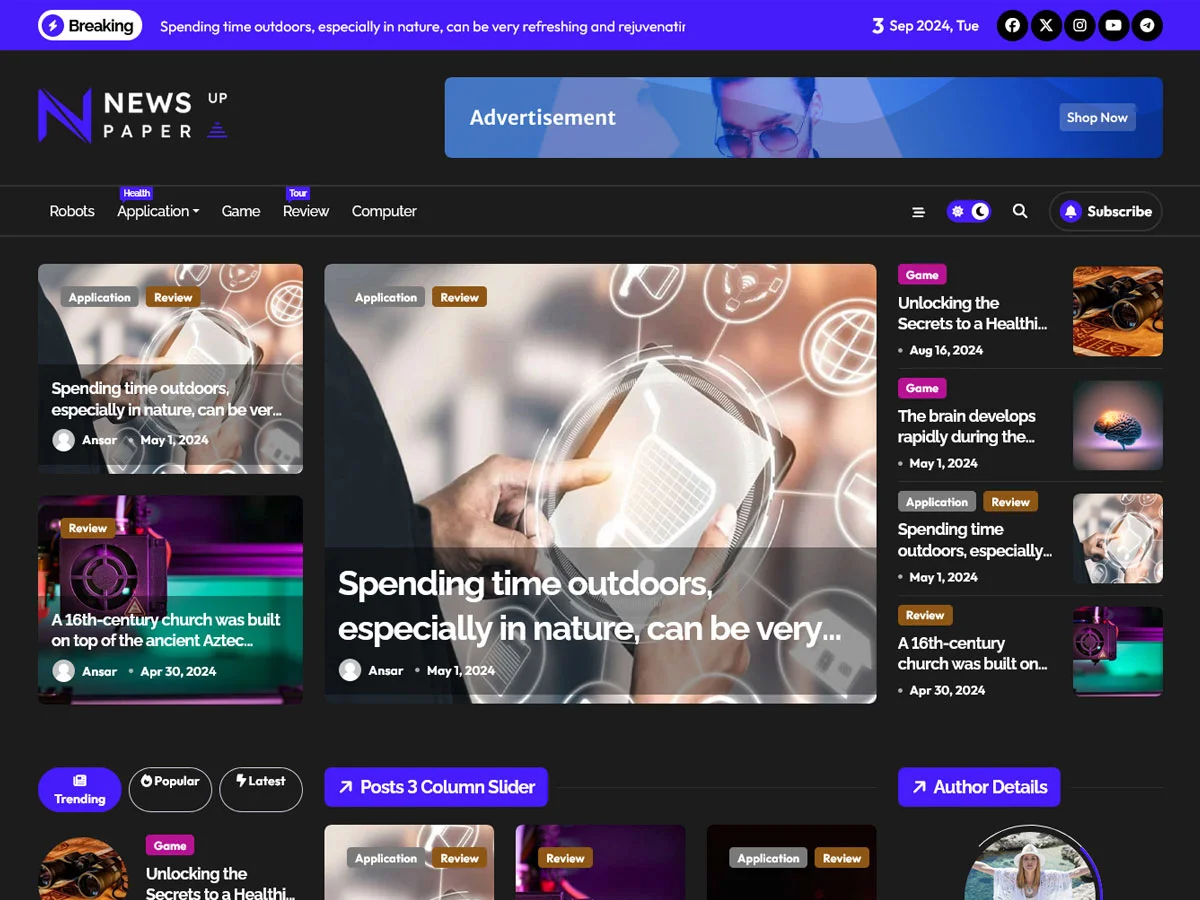 Breaking
Spending time outdoors, especially in nature, can be very refreshing and rejuvenatin
3 Sep 2024, Tue
NEWS UP
PAPER
Advertisement
Shop Now
Health
Tour
Robots
Application
Game
Review
Computer
Subscribe
Application
Review
Spending time outdoors,
especially in nature, can be ver...
Ansar
May 1, 2024
Review
A 16th-century church was built
on top of the ancient Aztec...
Ansar
Apr 30, 2024
Application
Review
Spending time outdoors,
especially in nature, can be very...
Ansar
May 1, 2024
Game
Unlocking the
Secrets to a Healthi...
Aug 16, 2024
Game
The brain develops
rapidly during the...
May 1, 2024
Application
Review
Spending time
outdoors, especially...
May 1, 2024
Review
A 16th-century
church was built on...
Apr 30, 2024
Trending
Popular
Latest
Game
Unlocking the
Secrets to a Healthi...
Posts 3 Column Slider
Application
Review
Review
Application
Review
Author Details